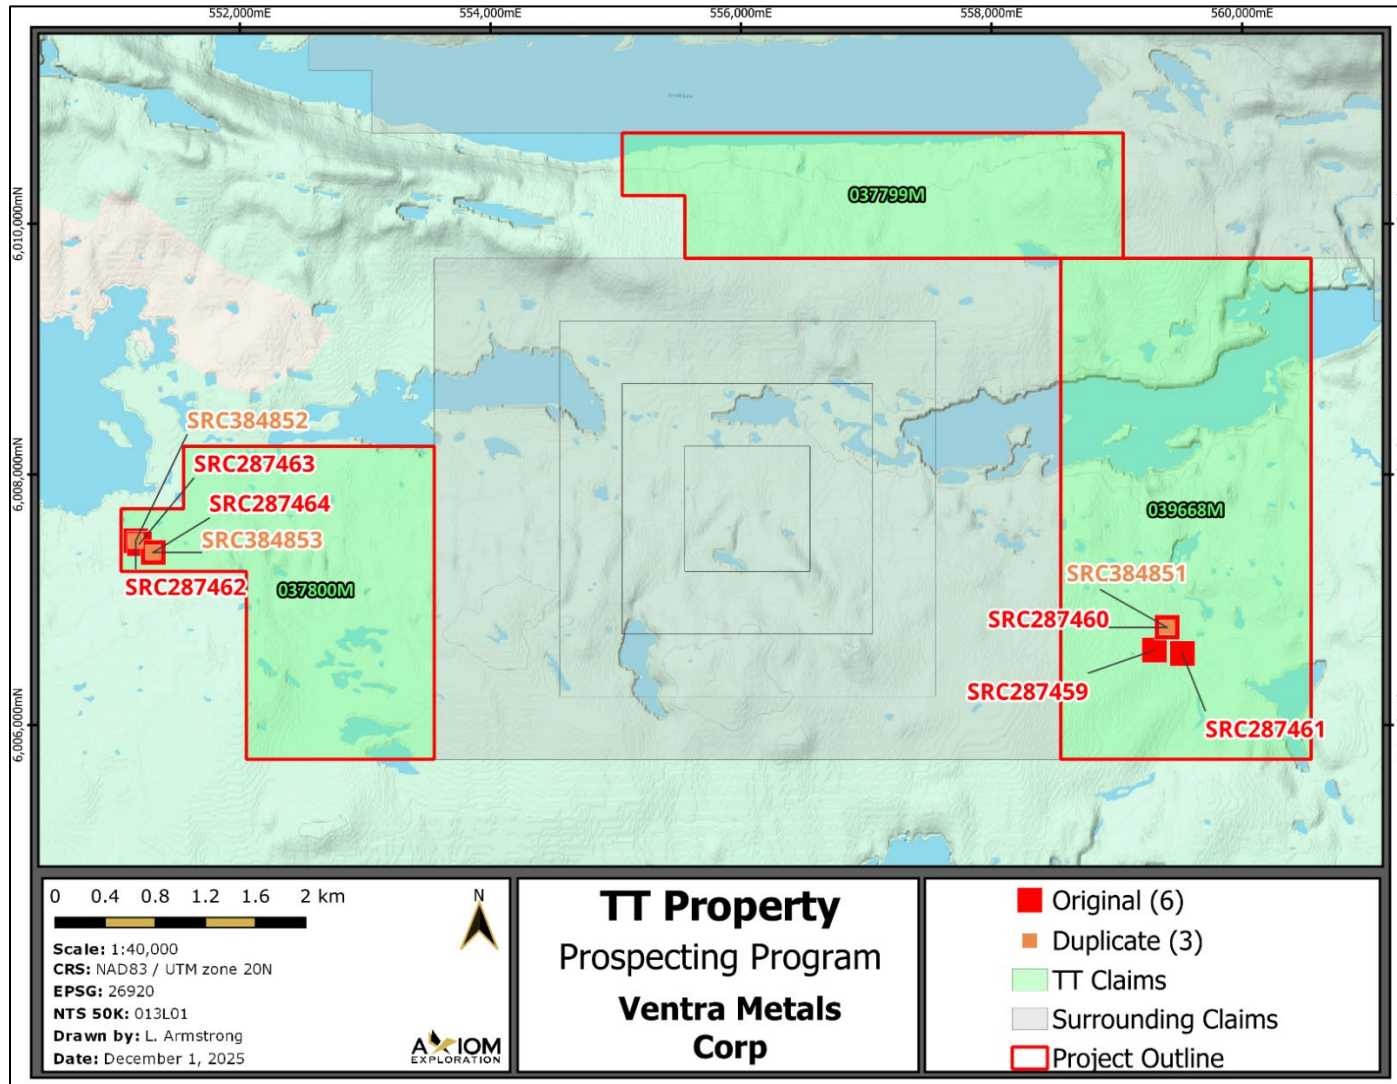 552,000mE
554,000mE
556,000mE
558,000mE
560,000mE
6,010,000mN
6,008,000mN
6,006,000mN
037799M
SRC384852
SRC287463
SRC287464
SRC384853
SRC287462
037800M
039668M
SRC384851
SRC287460
SRC287459
SRC287461
0 0.4 0.8 1.2 1.6 2 km
N
Scale: 1:40,000
CRS: NAD83 / UTM zone 20N
EPSG: 26920
NTS 50K: 013L01
Drawn by: L. Armstrong
Date: December 1, 2025
AXIOM
EXPLORATION
TT Property
Prospecting Program
Ventra Metals
Corp
Original (6)
Duplicate (3)
TT Claims
Surrounding Claims
Project Outline